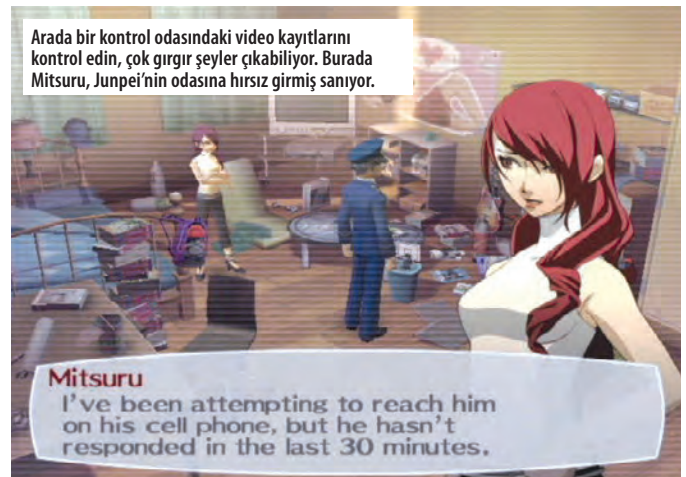 Arada bir kontrol odasındaki video kayıtlarını
kontrol edin, çok gırgır şeyler çıkabiliyor. Burada
Mitsuru, Junpei’nin odasına hırsız girmiş sanıyor.
Mitsuru
I've been attempting to reach him
on his cell phone, but he hasn't
responded in the last 30 minutes.